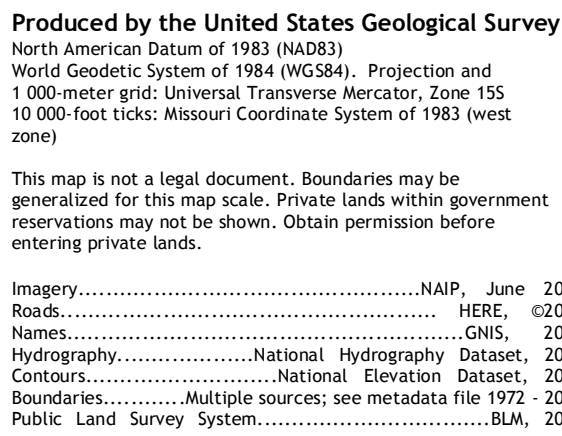 Produced by the United States Geological Survey
North American Datum of 1983 (NAD83)
World Geodetic System of 1984 (WGS84). Projection and
1 000-meter grid: Universal Transverse Mercator, Zone 15S
10 000-foot ticks: Missouri Coordinate System of 1983 (west
zone)
This map is not a legal document. Boundaries may be
generalized for this map scale. Private lands within government
reservations may not be shown. Obtain permission before
entering private lands.
Imagery..................................................NAIP, June 20
Roads...................................................... HERE, ©20
Names..........................................................GNIS, 20
Hydrography....................National Hydrography Dataset, 20
Contours............................National Elevation Dataset, 20
Boundaries............Multiple sources; see metadata file 1972 - 20
Public Land Survey System..................................BLM, 20